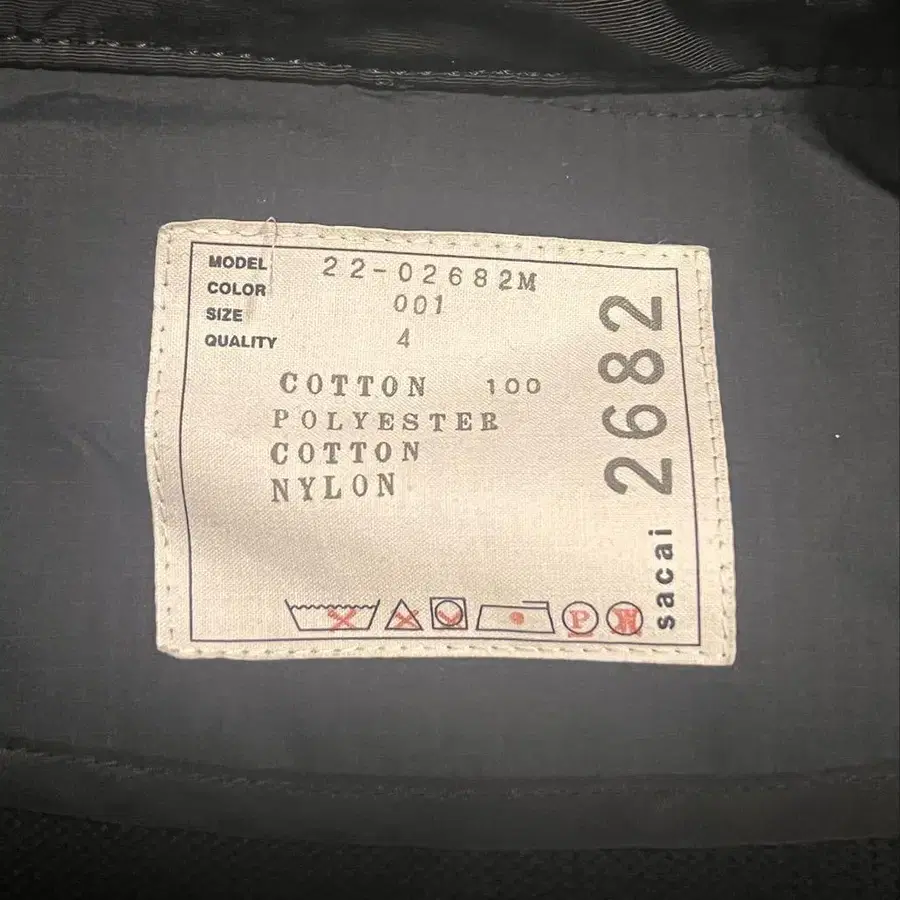 MODEL 22-02682M
COLOR 001
SIZE 4
QUALITY
COTTON 100
POLYESTER
COTTON
NYLON
P
sacai 2682